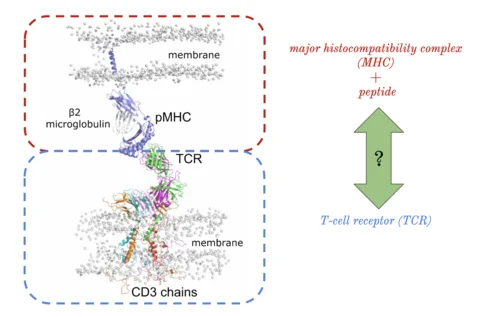 membrane
β2
microglobulin
pMHC
TCR
membrane
CD3 chains
major histocompatibility complex
(MHC)
+
peptide
?
T-cell receptor (TCR)